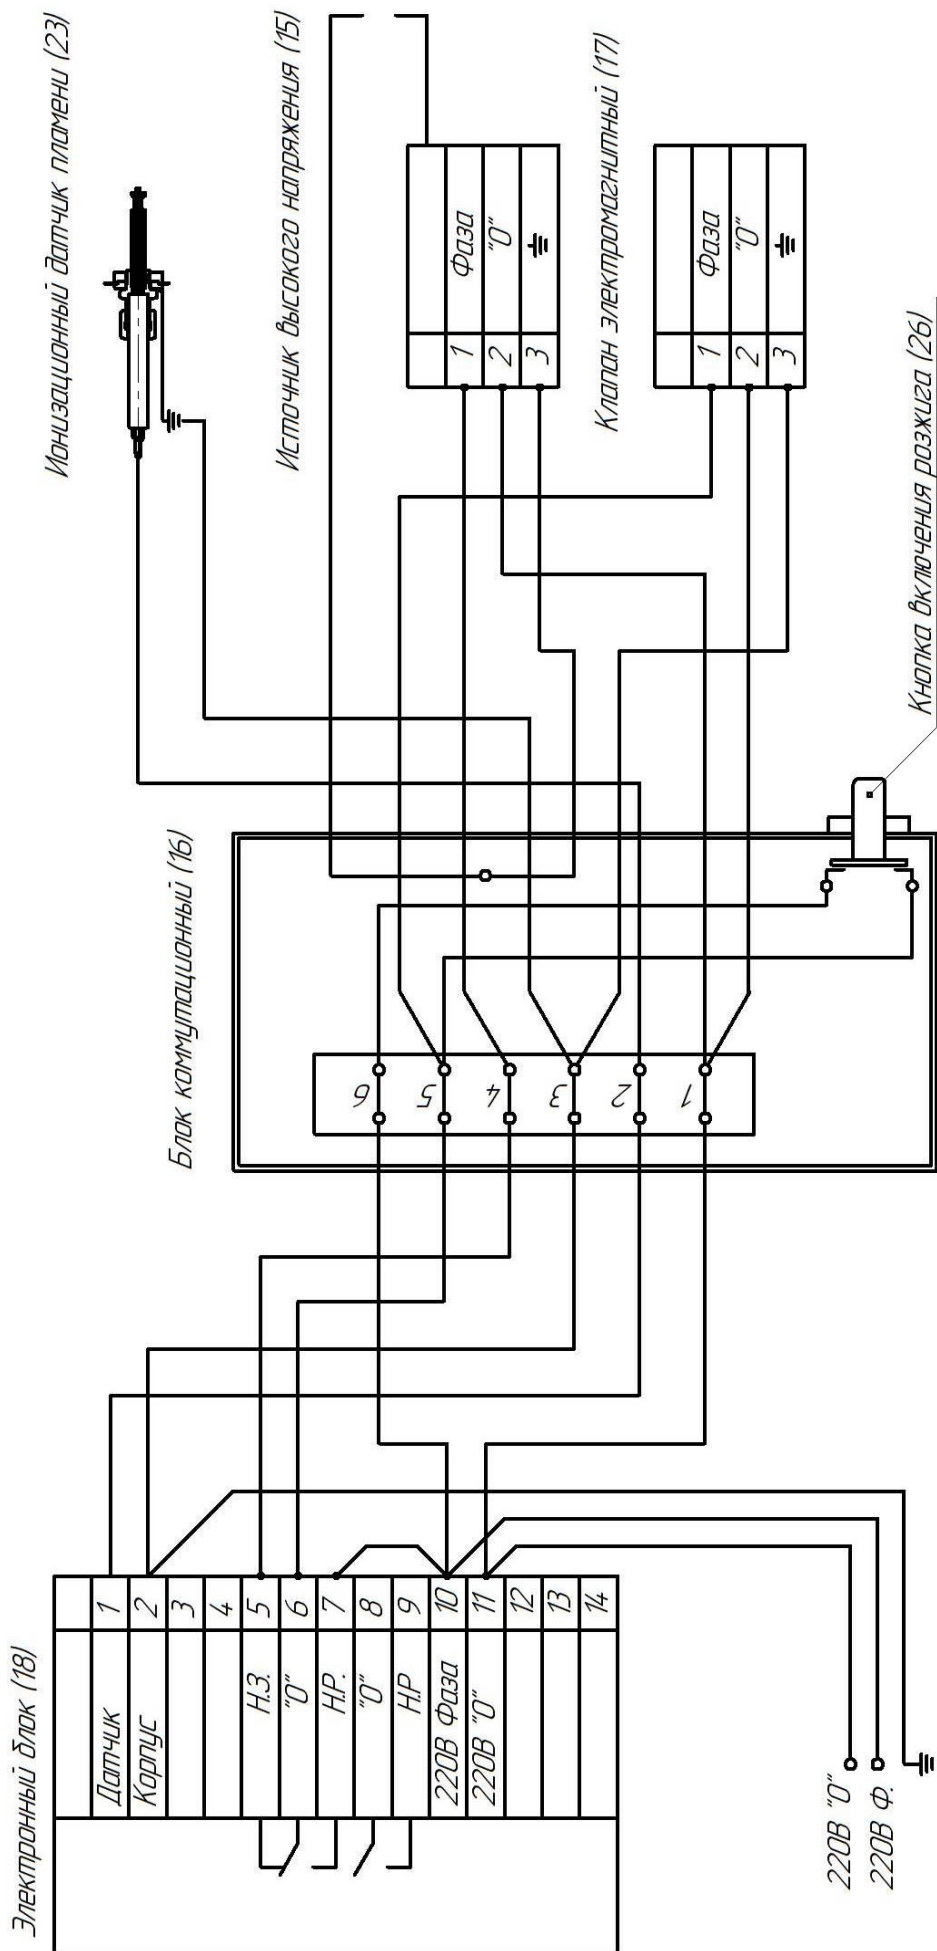 Ионизационный датчик пламени (23)
Источник высокого напряжения (15)
Фаза
"0"
1
2
3
Клапан электромагнитный (17)
Фаза
"0"
1
2
3
Кнопка включения розжига (26)
Блок коммутационный (16)
6
5
4
3
2
1
Электронный блок (18)
Датчик 1
Корпус 2
3
4
Н.З. 5
"0" 6
Н.Р. 7
"0" 8
Н.Р 9
220В Фаза 10
220В "0" 11
12
13
14
220В "0"
220В Ф.